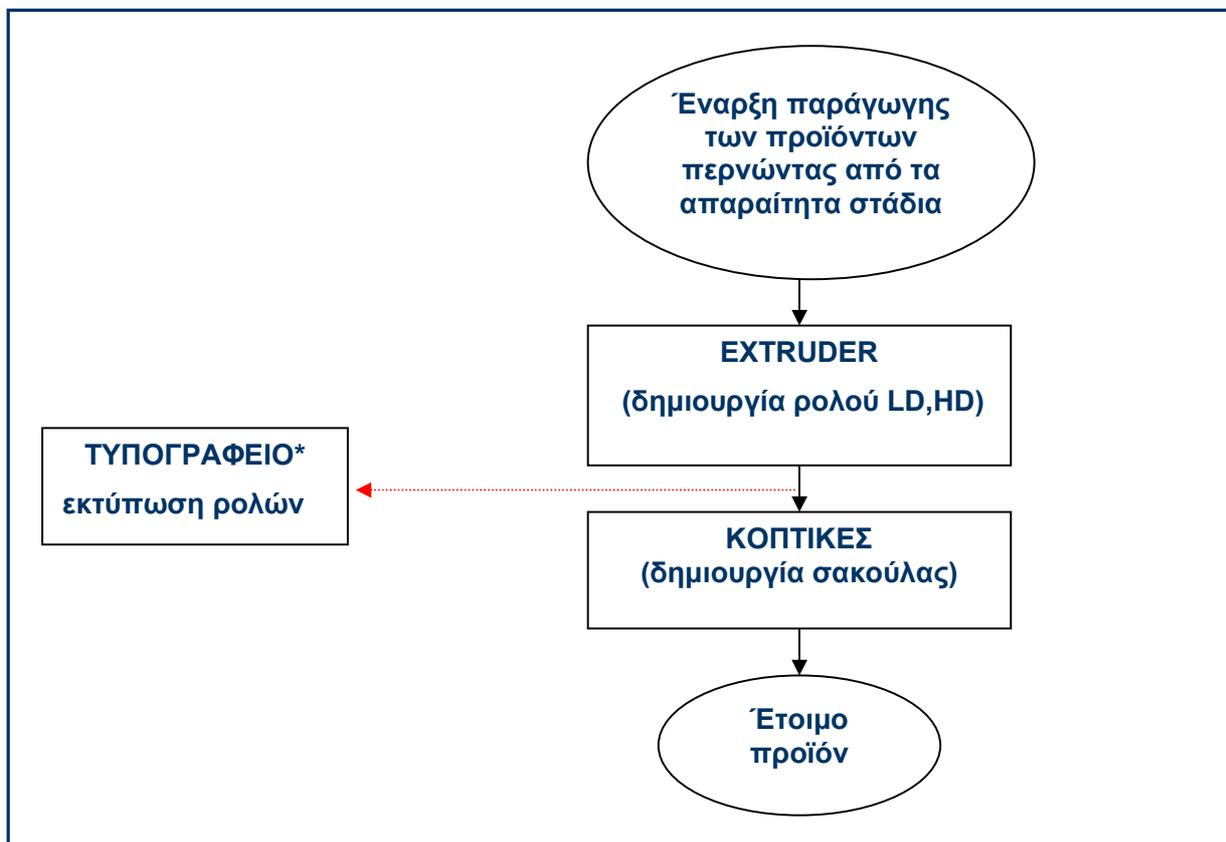 Έναρξη παράγωγης
των προϊόντων
περνώντας από τα
απαραίτητα στάδια
EXTRUDER
(δημιουργία ρολού LD,HD)
ΤΥΠΟΓΡΑΦΕΙΟ*
εκτύπωση ρολών
ΚΟΠΤΙΚΕΣ
(δημιουργία σακούλας)
Έτοιμο
προϊόν